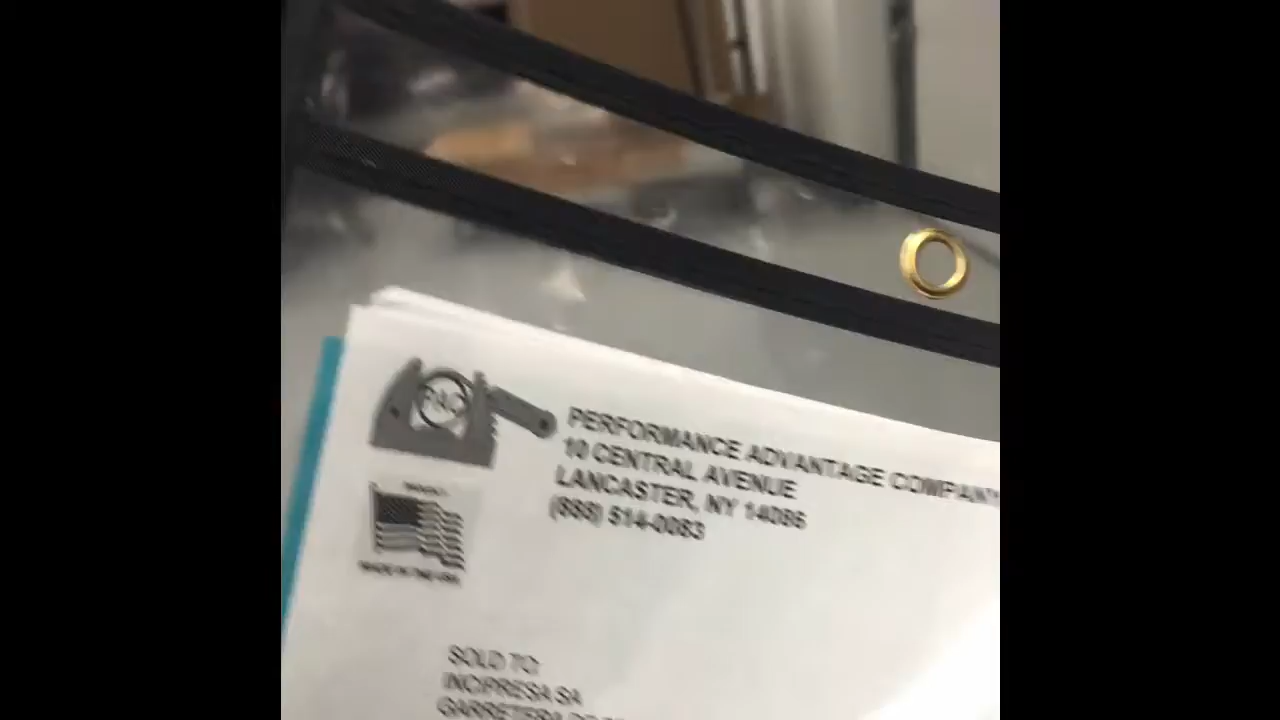 PAC
PERFORMANCE ADVANTAGE COMPANY
10 CENTRAL AVENUE
LANCASTER, NY 14086
(888) 514-0083
MADE IN THE USA
SOLD TO:
INCIPRESA SA